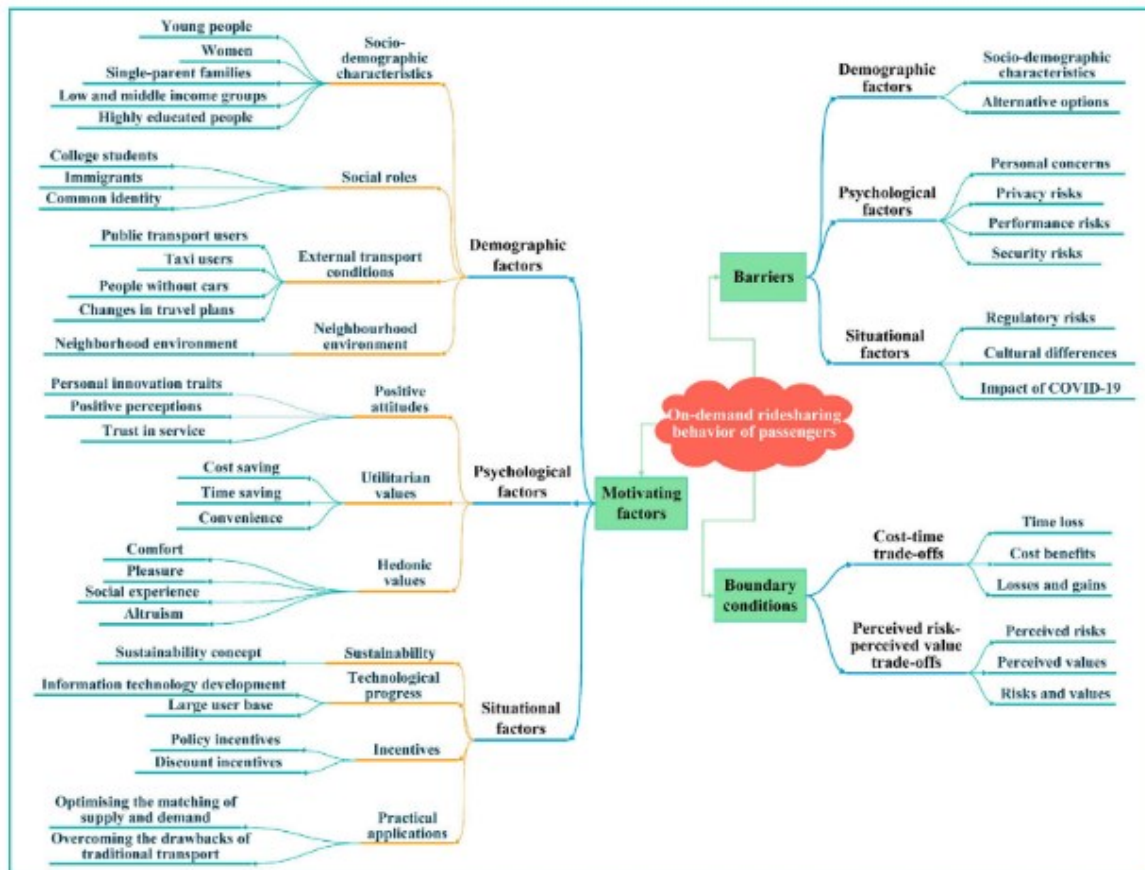 Young people
Women
Single-parent families
Low and middle income groups
Highly educated people
Socio-
demographic
characteristics
College students
Immigrants
Common identity
Social roles
Public transport users
Taxi users
People without cars
Changes in travel plans
External transport
conditions
Neighborhood environment
Neighbourhood
environment
Demographic
factors
Personal innovation traits
Positive perceptions
Trust in service
Positive
attitudes
Cost saving
Time saving
Convenience
Utilitarian
values
Comfort
Pleasure
Social experience
Altruism
Hedonic
values
Psychological
factors
Sustainability concept
Sustainability
Information technology development
Large user base
Technological
progress
Policy incentives
Discount incentives
Incentives
Optimising the matching of
supply and demand
Overcoming the drawbacks of
traditional transport
Practical
applications
Situational
factors
Motivating
factors
On-demand ridesharing
behavior of passengers
Barriers
Demographic
factors
Socio-demographic
characteristics
Alternative options
Psychological
factors
Personal concerns
Privacy risks
Performance risks
Security risks
Situational
factors
Regulatory risks
Cultural differences
Impact of COVID-19
Boundary
conditions
Cost-time
trade-offs
Time loss
Cost benefits
Losses and gains
Perceived risk-
perceived value
trade-offs
Perceived risks
Perceived values
Risks and values